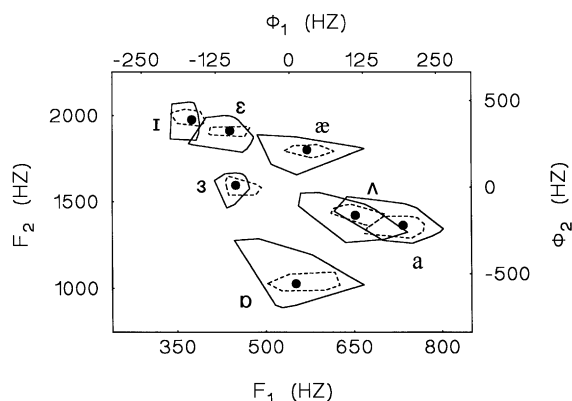 Φ₁ (HZ)
-250 -125 0 125 250
F₂ (HZ)
2000
1500
1000
Φ₂ (HZ)
500
0
-500
I
ɛ
æ
ɜ
ʌ
a
ɒ
350 500 650 800
F₁ (HZ)